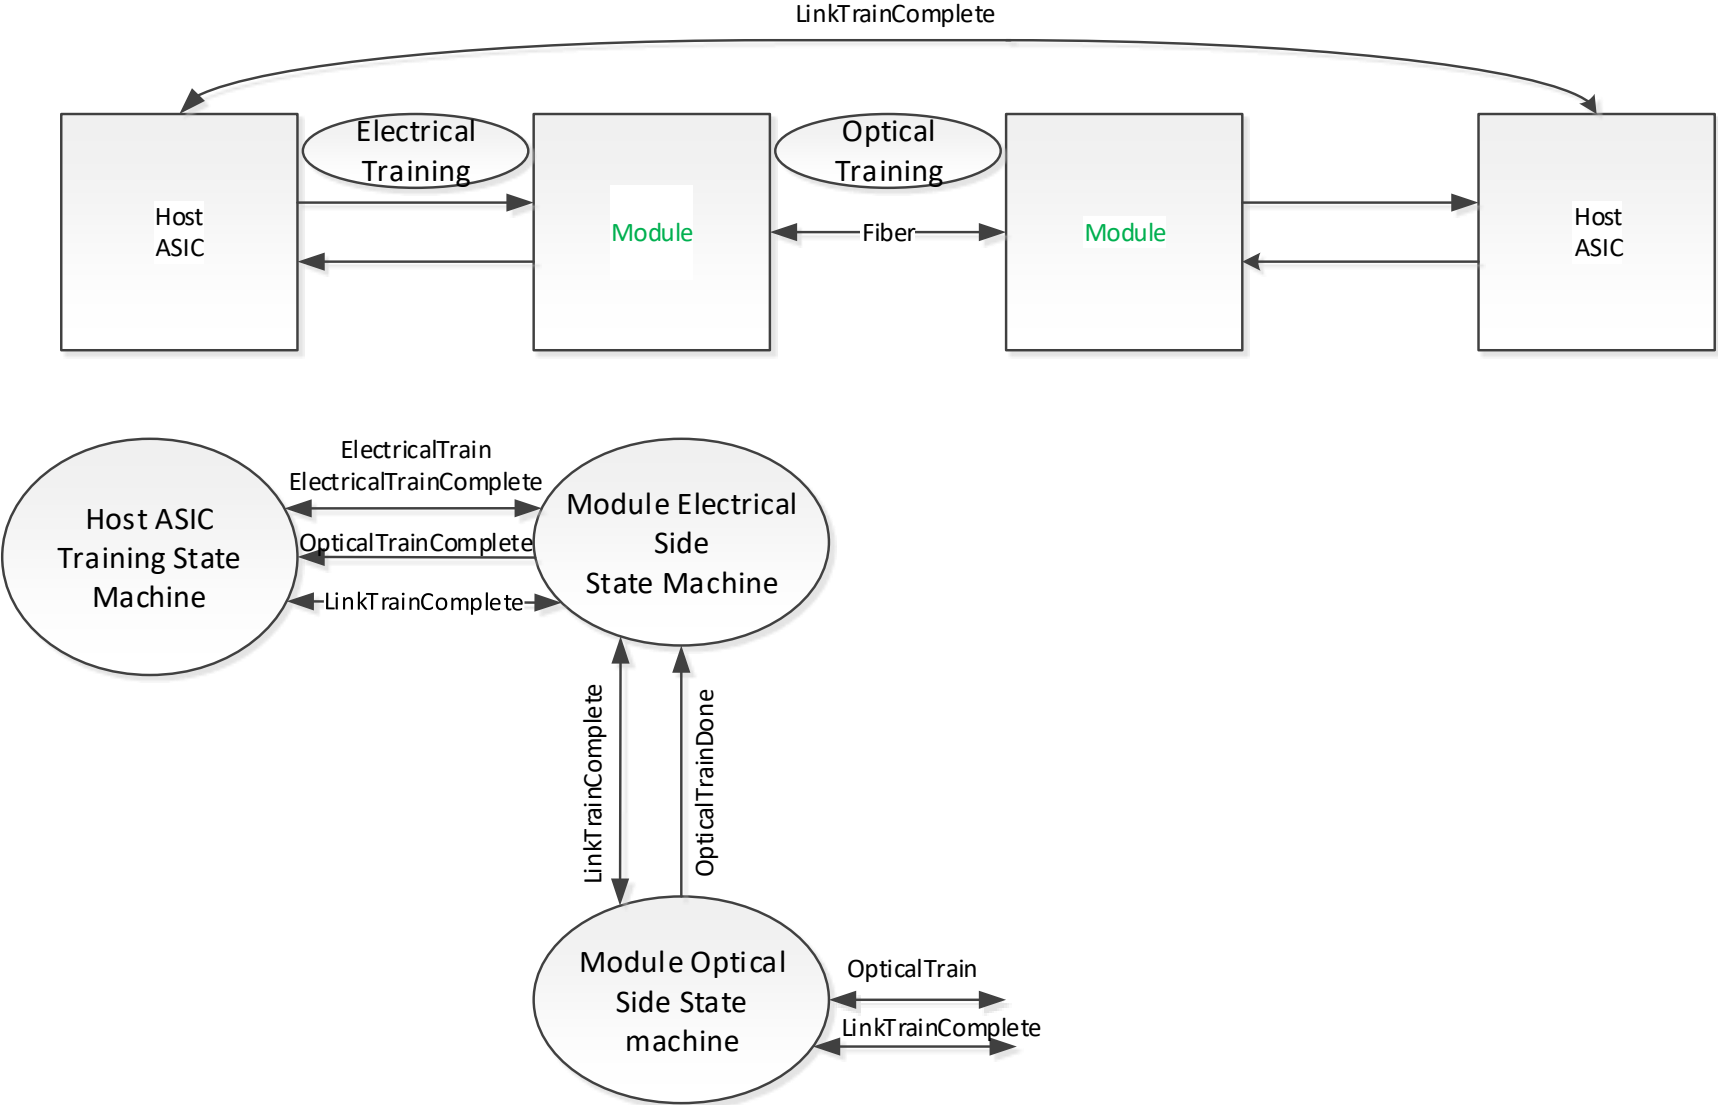 LinkTrainComplete
Electrical
Training
Optical
Training
Host
ASIC
Module
Fiber
Module
Host
ASIC
ElectricalTrain
ElectricalTrainComplete
OpticalTrainComplete
LinkTrainComplete
Host ASIC
Training State
Machine
Module Electrical
Side
State Machine
LinkTrainComplete
OpticalTrainDone
Module Optical
Side State
machine
OpticalTrain
LinkTrainComplete